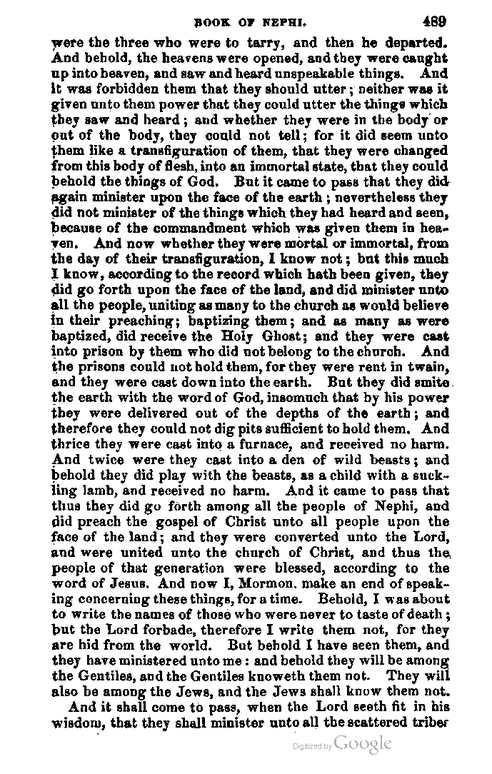 BOOK OF NEPHI. 489
were the three who were to tarry, and then he departed.
And behold, the heavens were opened, and they were caught
up into heaven, and saw and heard unspeakable things. And
it was forbidden them that they should utter; neither was it
given unto them power that they could utter the things which
they saw and heard; and whether they were in the body or
out of the body, they could not tell; for it did seem unto
them like a transfiguration of them, that they were changed
from this body of flesh, into an immortal state, that they could
behold the things of God. But it came to pass that they did
again minister upon the face of the earth; nevertheless they
did not minister of the things which they had heard and seen,
because of the commandment which was given them in hea-
ven. And now whether they were mortal or immortal, from
the day of their transfiguration, I know not; but this much
I know, according to the record which hath been given, they
did go forth upon the face of the land, and did minister unto
all the people, uniting as many to the church as would believe
in their preaching; baptizing them; and as many as were
baptized, did receive the Holy Ghost; and they were cast
into prison by them who did not belong to the church. And
the prisons could not hold them, for they were rent in twain,
and they were cast down into the earth. But they did smite
the earth with the word of God, insomuch that by his power
they were delivered out of the depths of the earth; and
therefore they could not dig pits sufficient to hold them. And
thrice they were cast into a furnace, and received no harm.
And twice were they cast into a den of wild beasts; and
behold they did play with the beasts, as a child with a suck-
ling lamb, and received no harm. And it came to pass that
thus they did go forth among all the people of Nephi, and
did preach the gospel of Christ unto all people upon the
face of the land; and they were converted unto the Lord,
and were united unto the church of Christ, and thus the
people of that generation were blessed, according to the
word of Jesus. And now I, Mormon, make an end of speak-
ing concerning these things, for a time. Behold, I was about
to write the names of those who were never to taste of death;
but the Lord forbade, therefore I write them not, for they
are hid from the world. But behold I have seen them, and
they have ministered unto me: and behold they will be among
the Gentiles, and the Gentiles knoweth them not. They will
also be among the Jews, and the Jews shall know them not.
And it shall come to pass, when the Lord seeth fit in his
wisdom, that they shall minister unto all the scattered tribes
Digitized by Google